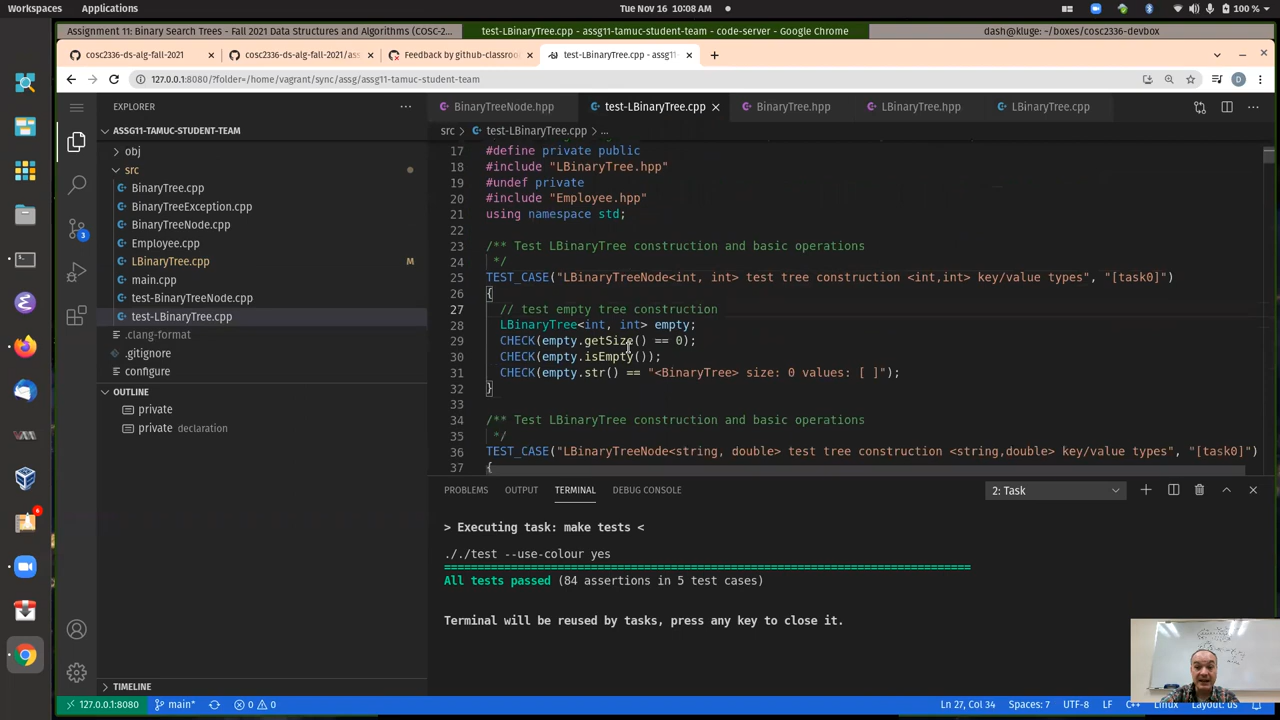 Workspaces
Applications
Tue Nov 16 10:08 AM
100 %
Assignment 11: Binary Search Trees - Fall 2021 Data Structures and Algorithms (COSC-2...
test-LBinaryTree.cpp - assg11-tamuc-student-team - code-server - Google Chrome
dash@kluge: ~/boxes/cosc2336-devbox
cosc2336-ds-alg-fall-2021
cosc2336-ds-alg-fall-2021/ass
Feedback by github-classroo
test-LBinaryTree.cpp - assg1
127.0.0.1:8080/?folder=/home/vagrant/sync/assg/assg11-tamuc-student-team
D
EXPLORER
BinaryTreeNode.hpp
test-LBinaryTree.cpp
BinaryTree.hpp
LBinaryTree.hpp
LBinaryTree.cpp
ASSG11-TAMUC-STUDENT-TEAM
obj
src
BinaryTree.cpp
BinaryTreeException.cpp
BinaryTreeNode.cpp
Employee.cpp
LBinaryTree.cpp M
main.cpp
test-BinaryTreeNode.cpp
test-LBinaryTree.cpp
.clang-format
.gitignore
configure
OUTLINE
private
private declaration
TIMELINE
3
6
src > test-LBinaryTree.cpp > ...
17 #define private public
18 #include "LBinaryTree.hpp"
19 #undef private
20 #include "Employee.hpp"
21 using namespace std;
22
23 /** Test LBinaryTree construction and basic operations
24 */
25 TEST_CASE("LBinaryTreeNode<int, int> test tree construction <int,int> key/value types", "[task0]")
26 {
27 // test empty tree construction
28 LBinaryTree<int, int> empty;
29 CHECK(empty.getSize() == 0);
30 CHECK(empty.isEmpty());
31 CHECK(empty.str() == "<BinaryTree> size: 0 values: [ ]");
32 }
33
34 /** Test LBinaryTree construction and basic operations
35 */
36 TEST_CASE("LBinaryTreeNode<string, double> test tree construction <string,double> key/value types", "[task0]")
37 {
PROBLEMS OUTPUT TERMINAL DEBUG CONSOLE
2: Task
> Executing task: make tests <
././test --use-colour yes
===============================================================================
All tests passed (84 assertions in 5 test cases)
Terminal will be reused by tasks, press any key to close it.
127.0.0.1:8080
main*
0 0
Ln 27, Col 34
Spaces: 7
UTF-8
LF
C++
Linux
Layout: us